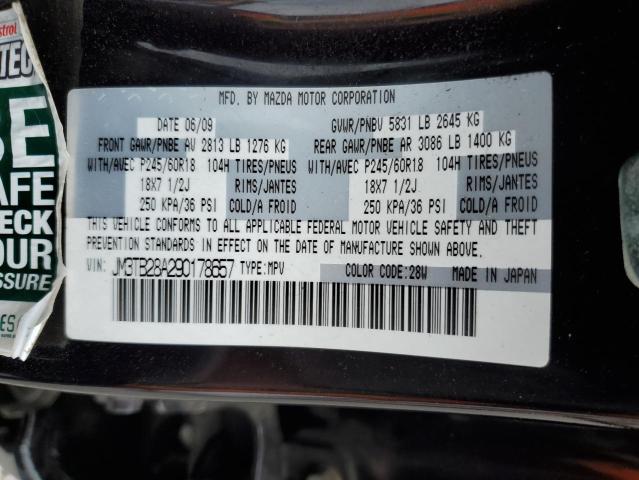 MFD. BY MAZDA MOTOR CORPORATION
DATE 06/09 GVWR/PNBV 5831 LB 2645 KG
FRONT GAWR/PNBE AV 2813 LB 1276 KG REAR GAWR/PNBE AR 3086 LB 1400 KG
WITH/AVEC P245/60R18 104H TIRES/PNEUS WITH/AVEC P245/60R18 104H TIRES/PNEUS
18X7 1/2J RIMS/JANTES 18X7 1/2J RIMS/JANTES
250 KPA/36 PSI COLD/A FROID 250 KPA/36 PSI COLD/A FROID
THIS VEHICLE CONFORMS TO ALL APPLICABLE FEDERAL MOTOR VEHICLE SAFETY AND THEFT
PREVENTION STANDARDS IN EFFECT ON THE DATE OF MANUFACTURE SHOWN ABOVE.
VIN: JM3TB28A290178657 TYPE:MPV COLOR CODE:28W MADE IN JAPAN
strol
TEC
E
AFE
ECK
OUR
ESSURE
ES